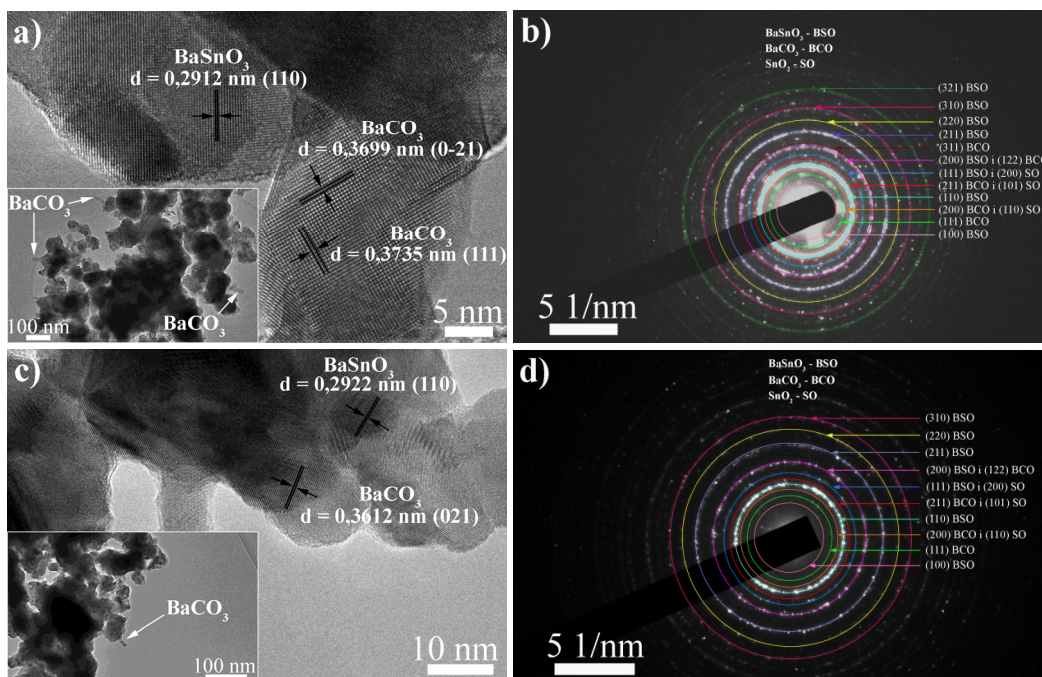 a)
BaSnO₃
d = 0,2912 nm (110)
BaCO₃
d = 0,3699 nm (0-21)
BaCO₃
d = 0,3735 nm (111)
5 nm
BaCO₃
BaCO₃
100 nm
b)
BaSnO₃ - BSO
BaCO₃ - BCO
SnO₂ - SO
(321) BSO
(310) BSO
(220) BSO
(211) BSO
(311) BCO
(200) BSO i (122) BCO
(111) BSO i (200) SO
(211) BCO i (101) SO
(110) BSO
(200) BCO i (110) SO
(111) BCO
(100) BSO
5 1/nm
c)
BaSnO₃
d = 0,2922 nm (110)
BaCO₃
d = 0,3612 nm (021)
10 nm
BaCO₃
100 nm
d)
BaSnO₃ - BSO
BaCO₃ - BCO
SnO₂ - SO
(310) BSO
(220) BSO
(211) BSO
(200) BSO i (122) BCO
(111) BSO i (200) SO
(211) BCO i (101) SO
(110) BSO
(200) BCO i (110) SO
(111) BCO
(100) BSO
5 1/nm